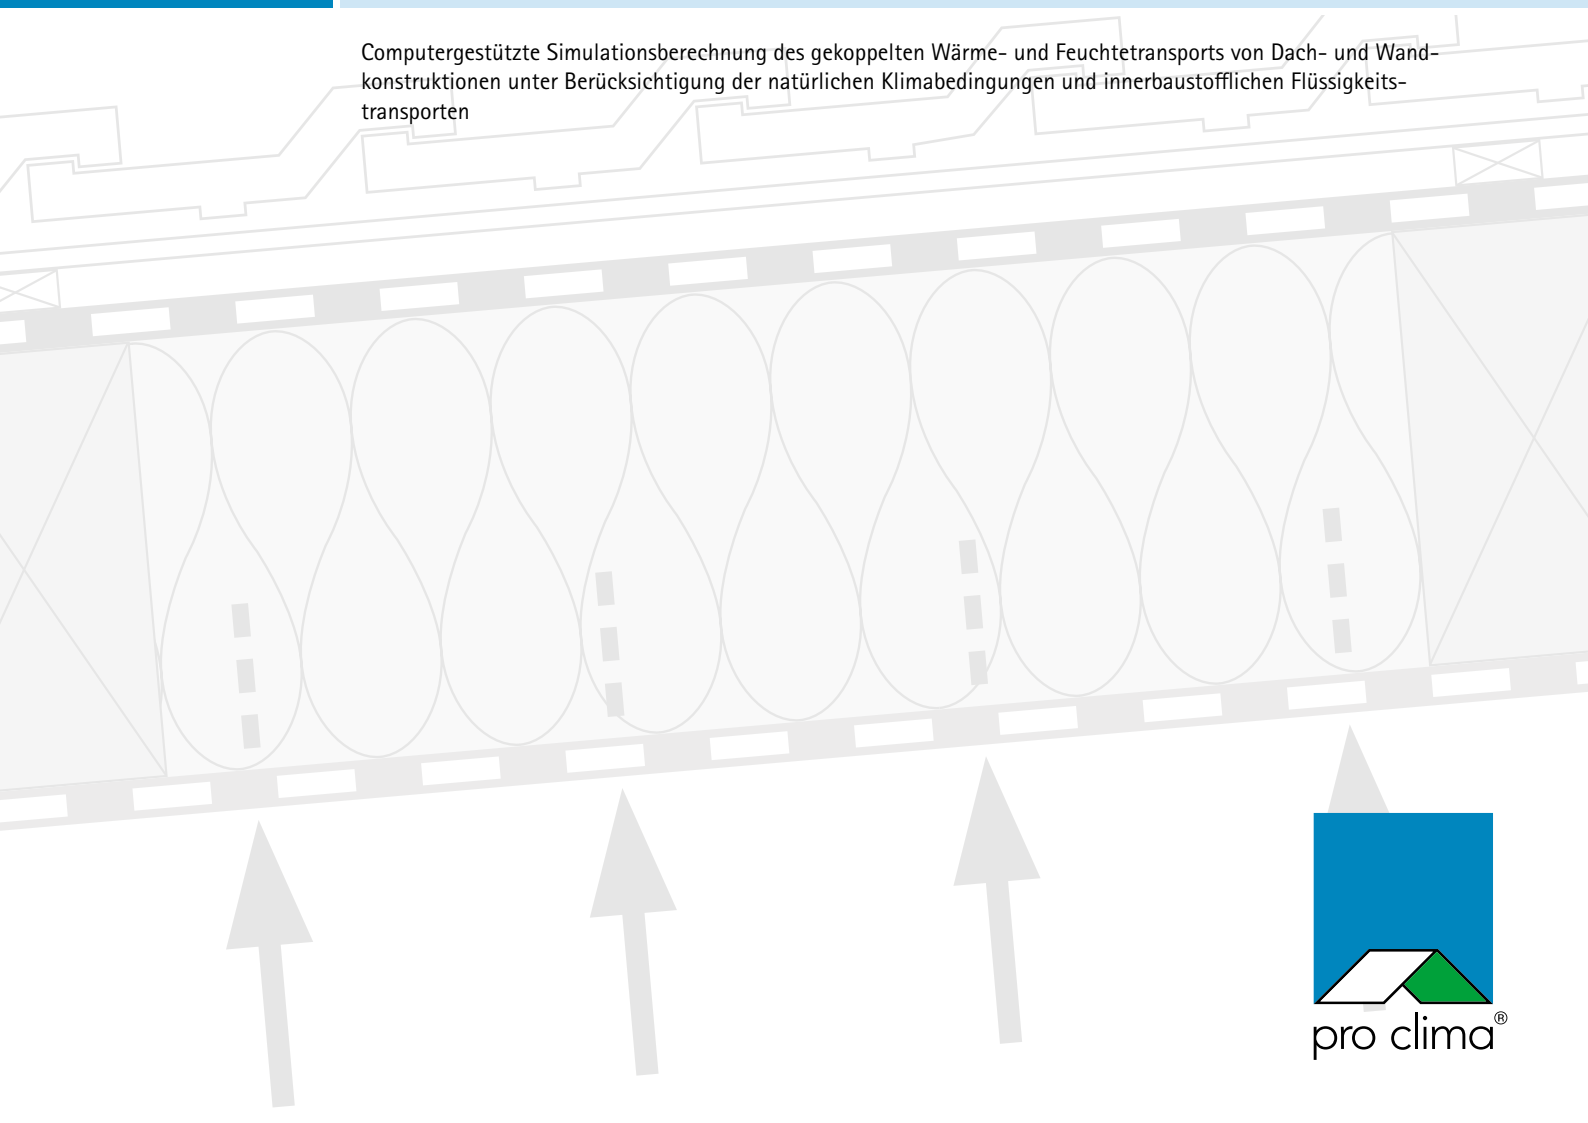 Computergestützte Simulationsberechnung des gekoppelten Wärme- und Feuchtetransports von Dach- und Wand-
konstruktionen unter Berücksichtigung der natürlichen Klimabedingungen und innerbaustofflichen Flüssigkeits-
transporten
pro clima®